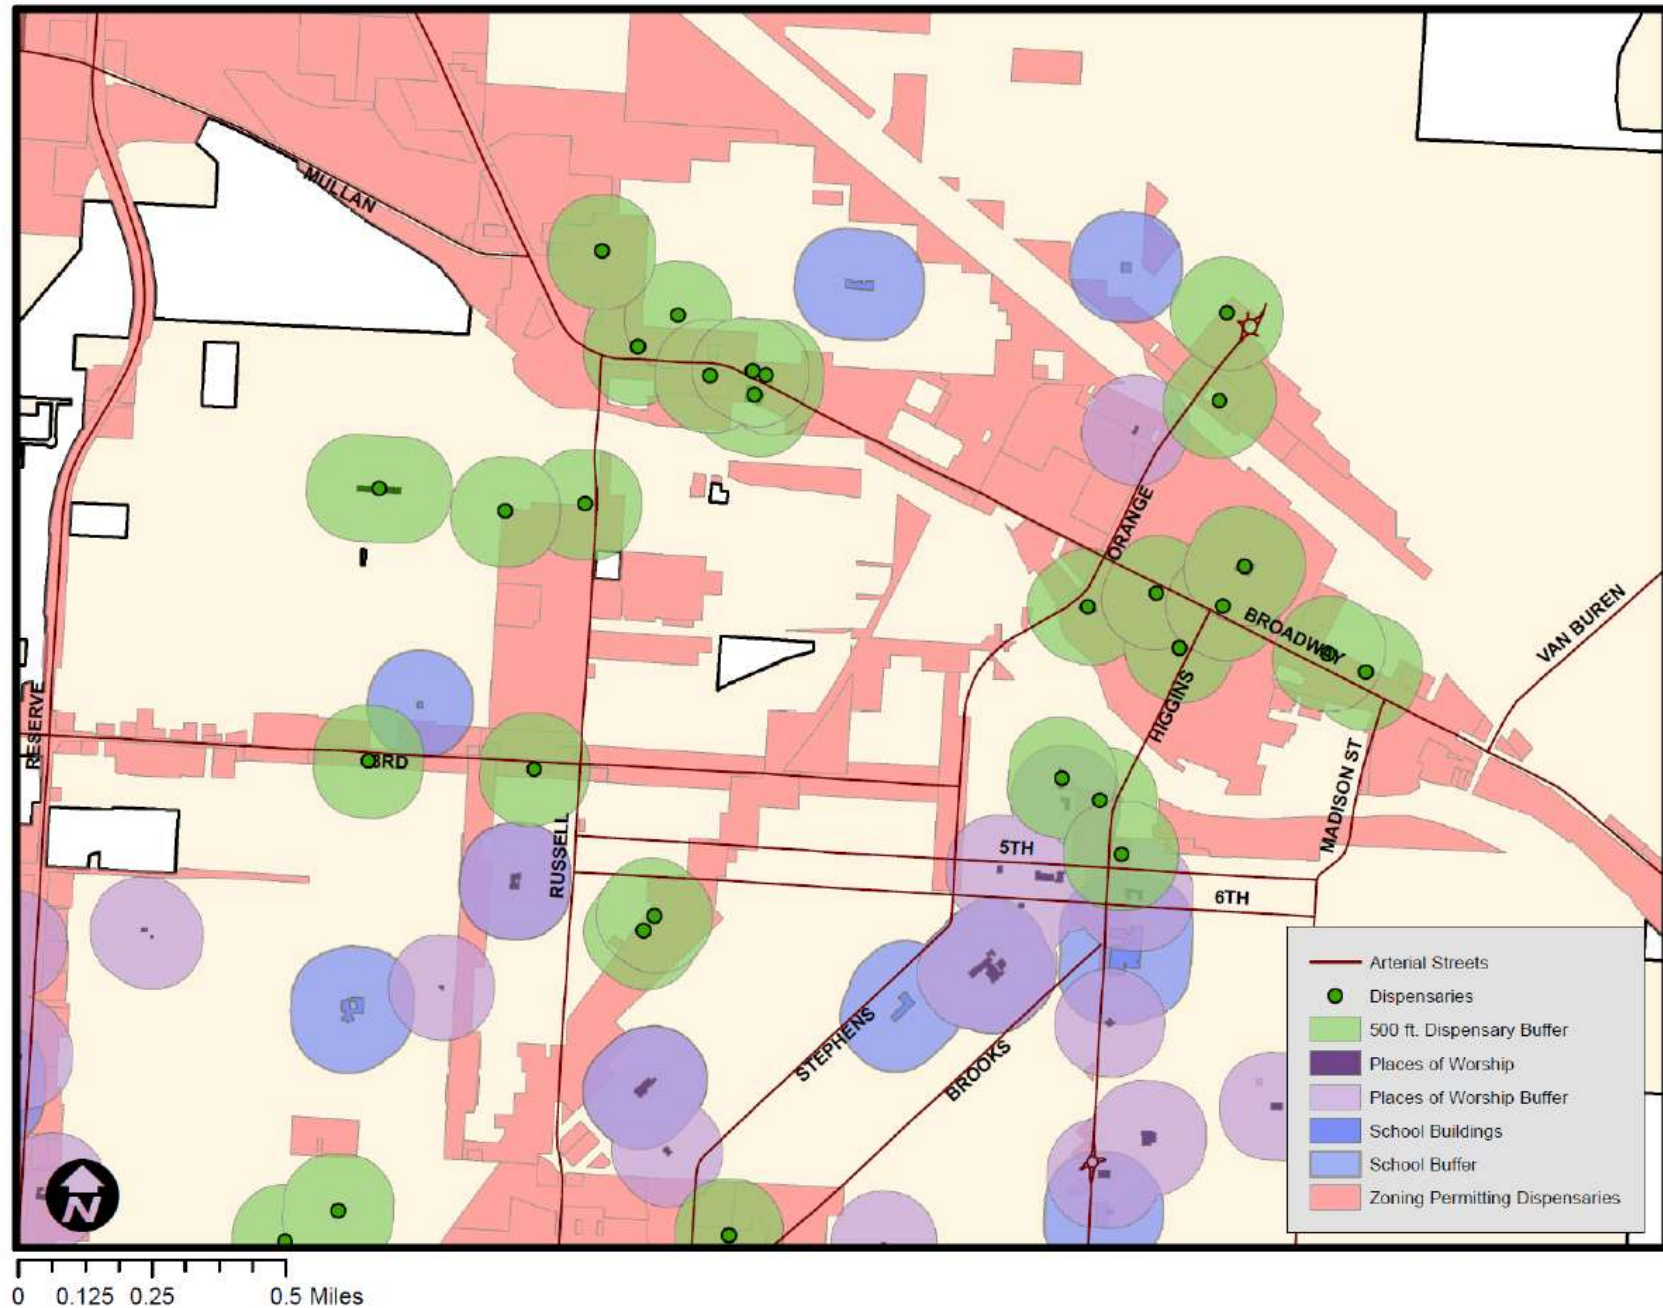 MULLAN
ORANGE
BROADWAY
VAN BUREN
HIGGINS
RESERVE
3RD
MADISON ST
RUSSELL
5TH
6TH
STEPHENS
BROOKS
Arterial Streets
Dispensaries
500 ft. Dispensary Buffer
Places of Worship
Places of Worship Buffer
School Buildings
School Buffer
Zoning Permitting Dispensaries
N
0 0.125 0.25 0.5 Miles